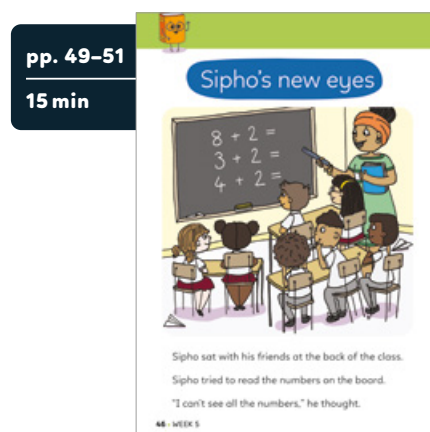 pp. 49–51
15 min
Sipho's new eyes
8 + 2 =
3 + 2 =
4 + 2 =
Sipho sat with his friends at the back of the class.
Sipho tried to read the numbers on the board.
"I can't see all the numbers," he thought.
46 • WEEK 5